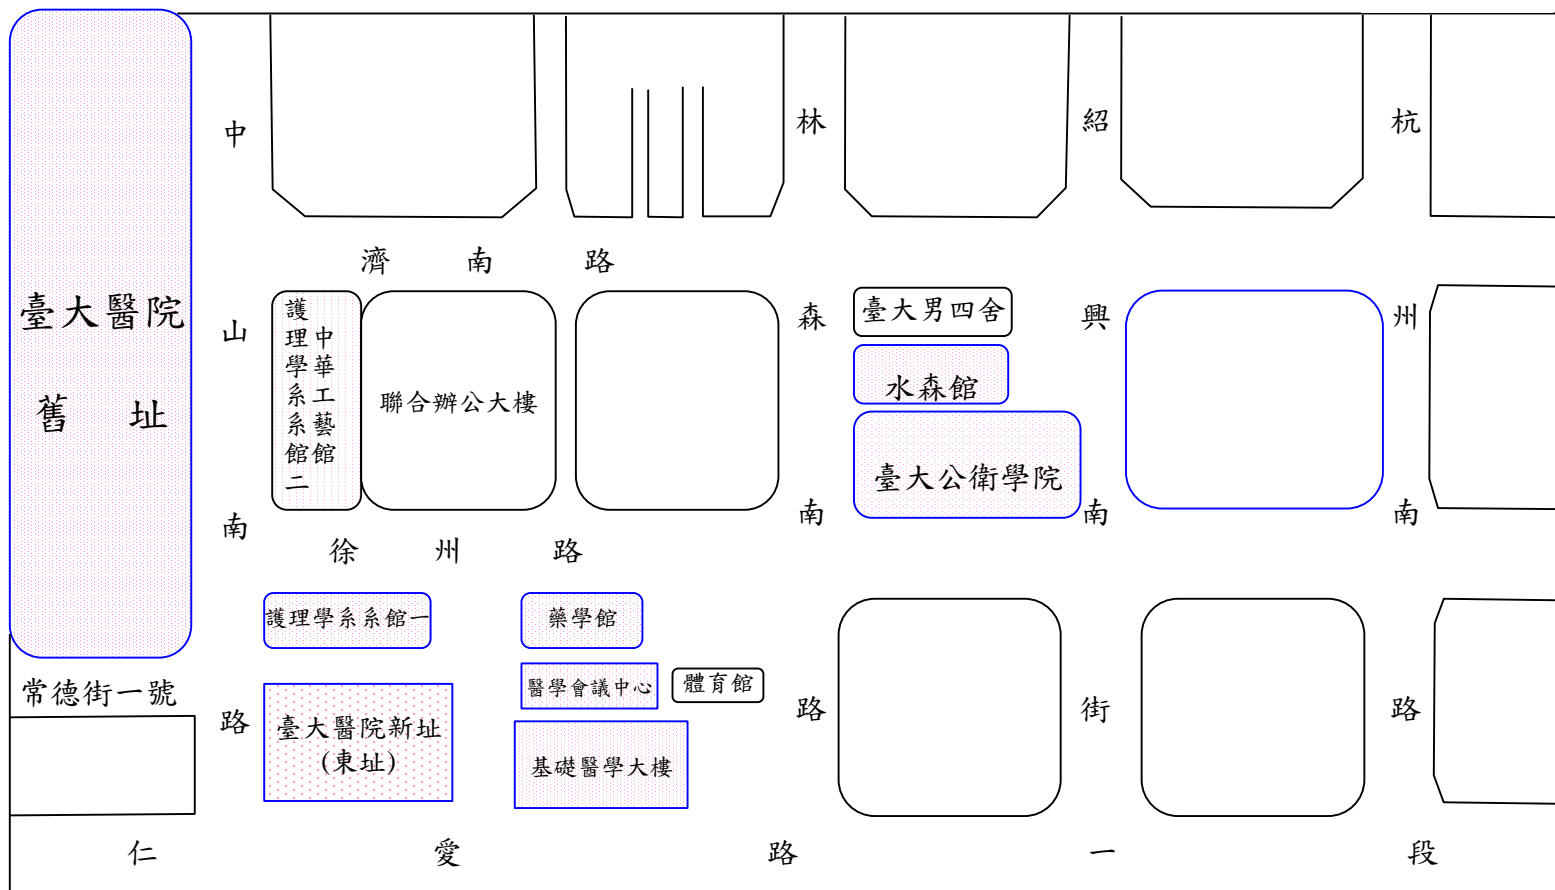 臺大醫院
舊址
常德街一號
中山南路
濟南路
護理學系系館二
中華工藝館
聯合辦公大樓
徐州路
護理學系系館一
藥學館
醫學會議中心
體育館
臺大醫院新址
(東址)
基礎醫學大樓
林森南路
臺大男四舍
水森館
臺大公衛學院
紹興南街
杭州南路
仁愛路一段